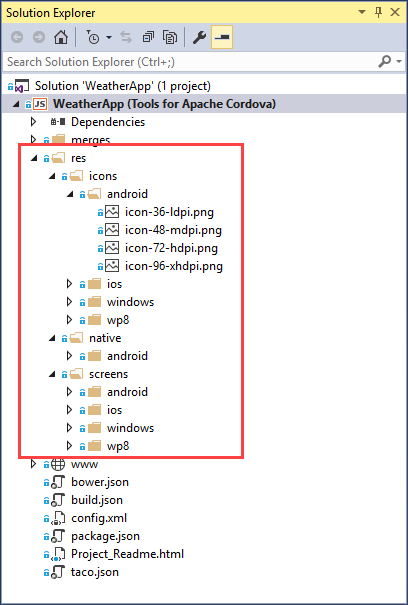 Solution Explorer
Search Solution Explorer (Ctrl+;)
Solution 'WeatherApp' (1 project)
JS WeatherApp (Tools for Apache Cordova)
Dependencies
merges
res
icons
android
icon-36-ldpi.png
icon-48-mdpi.png
icon-72-hdpi.png
icon-96-xhdpi.png
ios
windows
wp8
native
android
screens
android
ios
windows
wp8
www
bower.json
build.json
config.xml
package.json
Project_Readme.html
taco.json